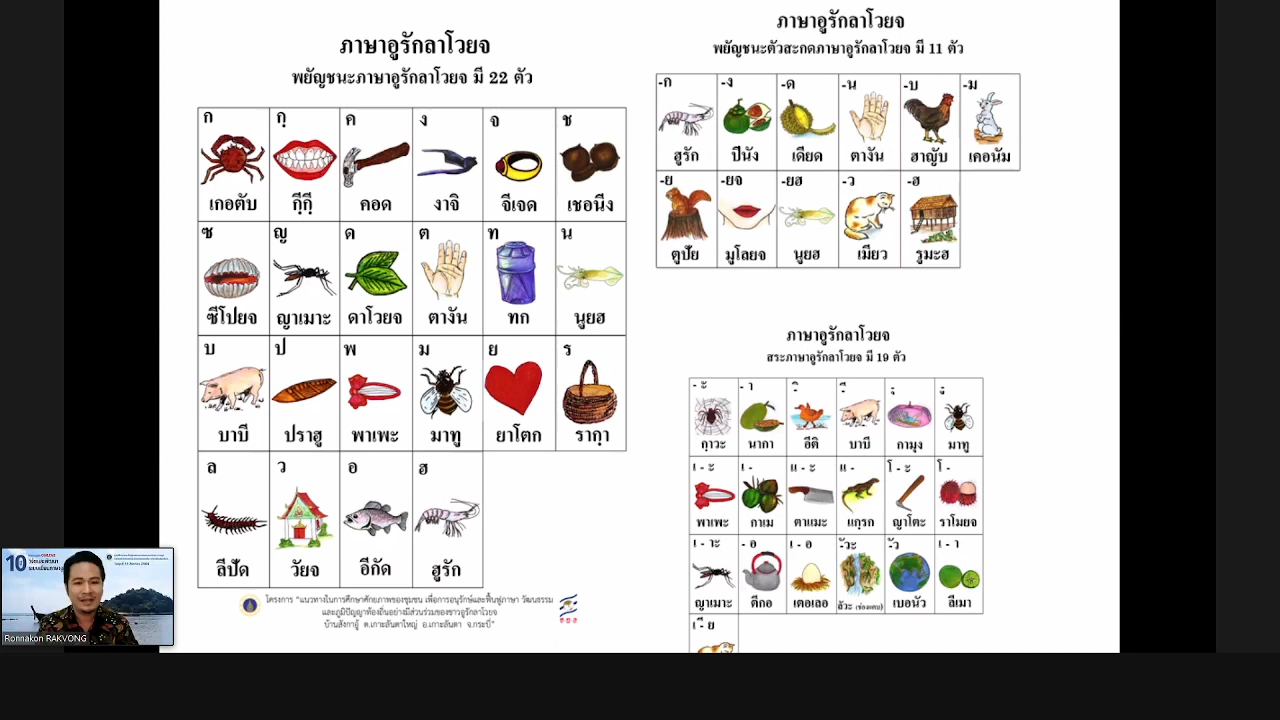 ภาษาอูรักลาโวยจ
พยัญชนะภาษาอูรักลาโวยจ มี 22 ตัว
ก กฺ ค ง จ ช
เกอตับ กฺีกฺี คอด งาจิ จีเจด เชอนึง
ซ ญ ด ต ท น
ซีโปยจ ญาเมาะ ดาโวยจ ตางัน ทก นูยฮ
บ ป พ ม ย ร
บาบี ปราฮู พาเพะ มาทู ยาโตก รากฺา
ล ว อ ฮ
ลีปัด วัยจ อีกัด ฮูรัก
โครงการ "แนวทางในการศึกษาศักยภาพของชุมชน เพื่อการอนุรักษ์และฟื้นฟูภาษา วัฒนธรรม
และภูมิปัญญาท้องถิ่นอย่างมีส่วนร่วมของชาวอูรักลาโวยจ
บ้านสังกาอู้ ต.เกาะลันตาใหญ่ อ.เกาะลันตา จ.กระบี่"
ภาษาอูรักลาโวยจ
พยัญชนะตัวสะกดภาษาอูรักลาโวยจ มี 11 ตัว
-ก -ง -ด -น -บ -ม
ฮูรัก ปีนัง เดียด ตางัน ฮาญับ เคอนัม
-ย -ยจ -ยฮ -ว -ฮ
ตูปัย มูโลยจ นูยฮ เมียว รูมะฮ
ภาษาอูรักลาโวยจ
สระภาษาอูรักลาโวยจ มี 19 ตัว
-ะ -า -ิ -ี -ุ -ู
กฺาวะ นากา อีติ บาบี กามุง มาทู
เ-ะ เ- แ-ะ แ- โ-ะ โ-
พาเพะ กาเม ตาแมะ แกฺรก ญาโตะ ราโมยจ
เ-าะ -อ เ-อ -ัวะ -ัว เ-า
ญาเมาะ ตีกอ เตอเลอ ลัวะ (ช่องแคบ) เบอนัว ลีเมา
เ-ีย
10
Ronnakon RAKVONG